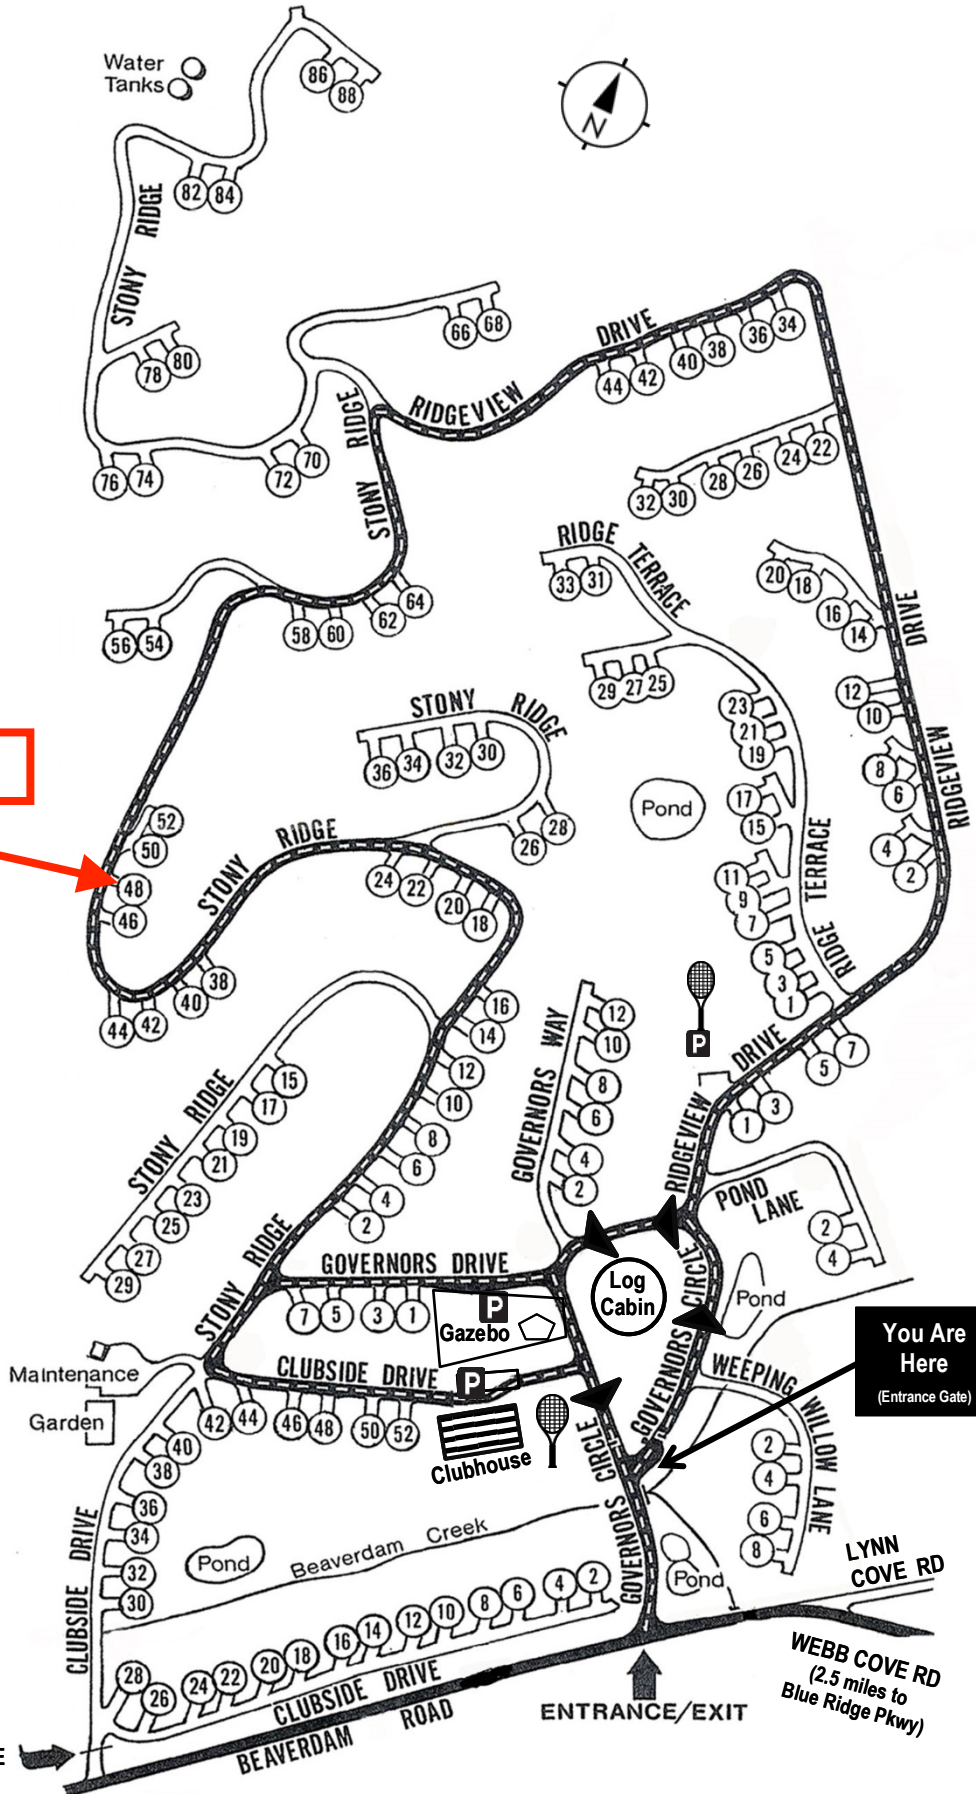 Water
Tanks
86
88
N
82
84
STONY RIDGE
66
68
DRIVE
36
34
40
38
44
42
78
80
RIDGEVIEW
STONY RIDGE
76
74
72
70
32
30
28
26
24
22
RIDGE TERRACE
33
31
20
18
16
14
DRIVE
56
54
58
60
62
64
29
27
25
12
10
23
21
19
STONY RIDGE
36
34
32
30
28
26
8
6
RIDGEVIEW
Pond
17
15
4
2
52
50
48
46
STONY RIDGE
24
22
20
18
11
9
7
5
3
1
RIDGE TERRACE
44
42
40
38
16
14
12
10
8
6
4
2
GOVERNORS WAY
12
10
8
6
4
2
P
RIDGEVIEW DRIVE
7
5
3
1
STONY RIDGE
15
17
19
21
23
25
27
29
POND
LANE
2
4
STONY RIDGE
GOVERNORS DRIVE
7
5
3
1
P
Gazebo
Log
Cabin
GOVERNORS CIRCLE
Pond
You Are
Here
(Entrance Gate)
Maintenance
Garden
CLUBSIDE DRIVE
P
42
44
46
48
50
52
Clubhouse
WEEPING WILLOW LANE
2
4
6
8
GOVERNORS CIRCLE
40
38
36
34
32
30
CLUBSIDE DRIVE
Pond
Beaverdam Creek
Pond
LYNN
COVE RD
28
26
24
22
20
18
16
14
12
10
8
6
4
2
CLUBSIDE DRIVE
BEAVERDAM ROAD
ENTRANCE/EXIT
WEBB COVE RD
(2.5 miles to
Blue Ridge Pkwy)
E